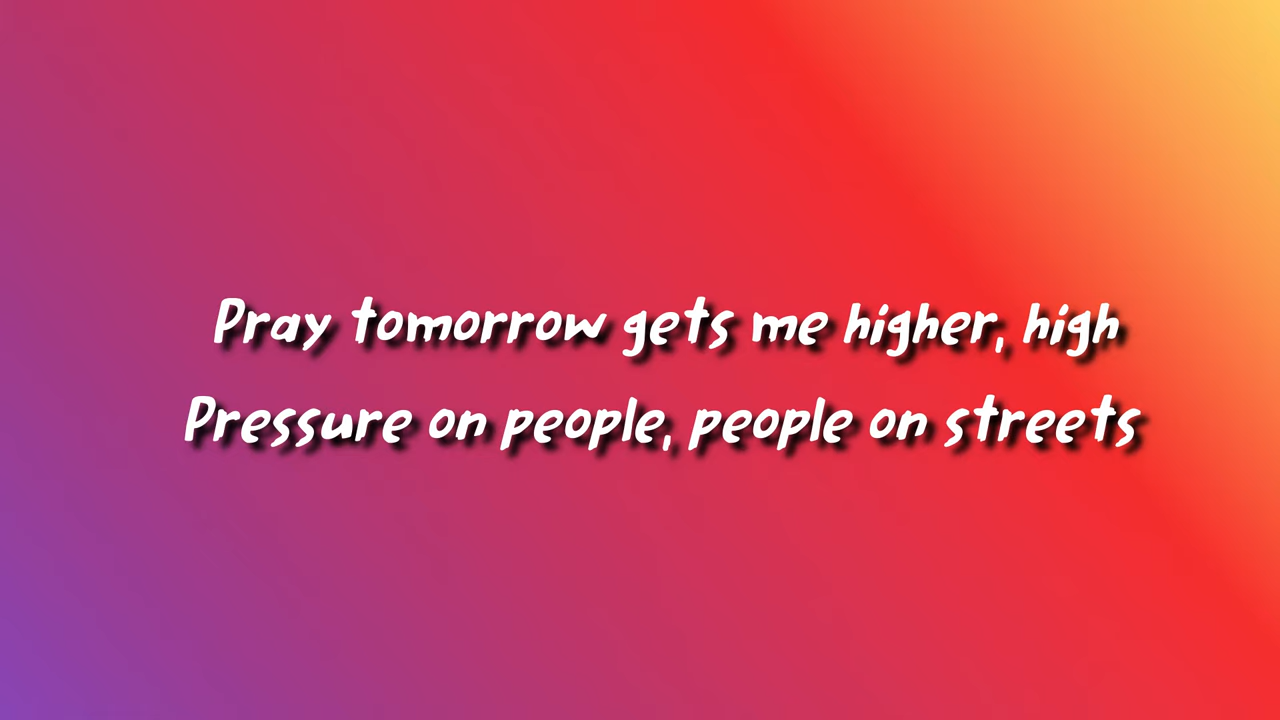 Pray tomorrow gets me higher, high
Pressure on people, people on streets